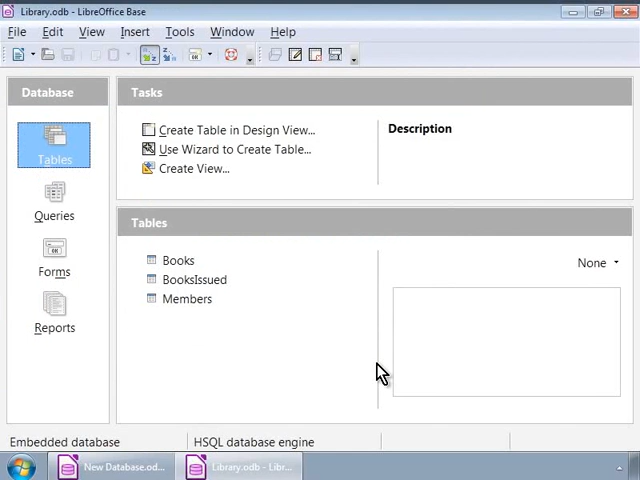 Library.odb - LibreOffice Base
File Edit View Insert Tools Window Help
Database
Tables
Queries
Forms
Reports
Tasks
Create Table in Design View...
Use Wizard to Create Table...
Create View...
Description
Tables
Books
BooksIssued
Members
None
Embedded database
HSQL database engine
New Database.od...
Library.odb - Libr...